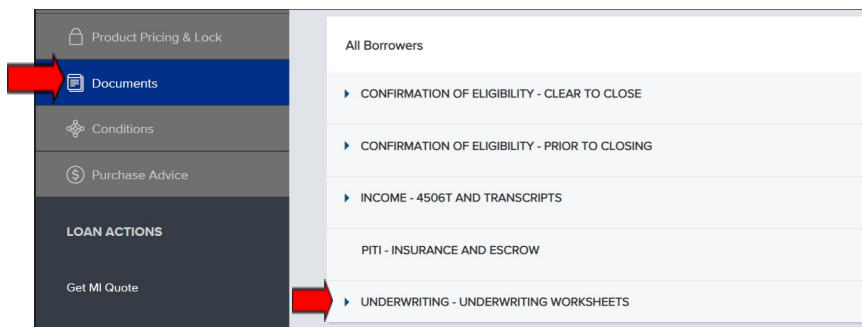 Product Pricing & Lock
Documents
Conditions
Purchase Advice
LOAN ACTIONS
Get MI Quote
All Borrowers
CONFIRMATION OF ELIGIBILITY - CLEAR TO CLOSE
CONFIRMATION OF ELIGIBILITY - PRIOR TO CLOSING
INCOME - 4506T AND TRANSCRIPTS
PITI - INSURANCE AND ESCROW
UNDERWRITING - UNDERWRITING WORKSHEETS